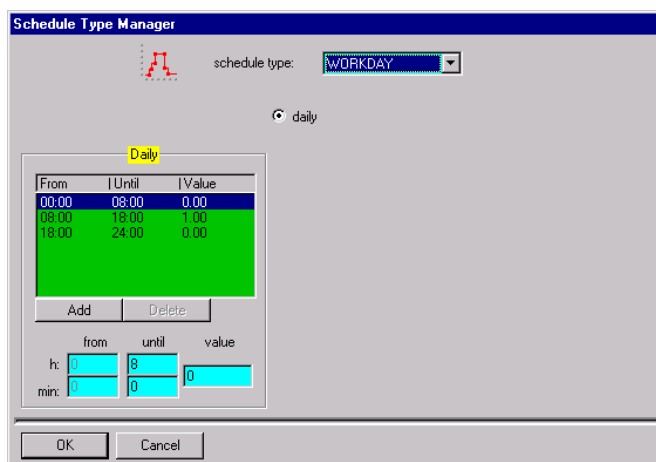 Schedule Type Manager
schedule type: WORKDAY
daily
Daily
From |Until |Value
00:00 08:00 0.00
08:00 18:00 1.00
18:00 24:00 0.00
Add Delete
from until value
h: 0 8
0
min: 0 0
OK Cancel